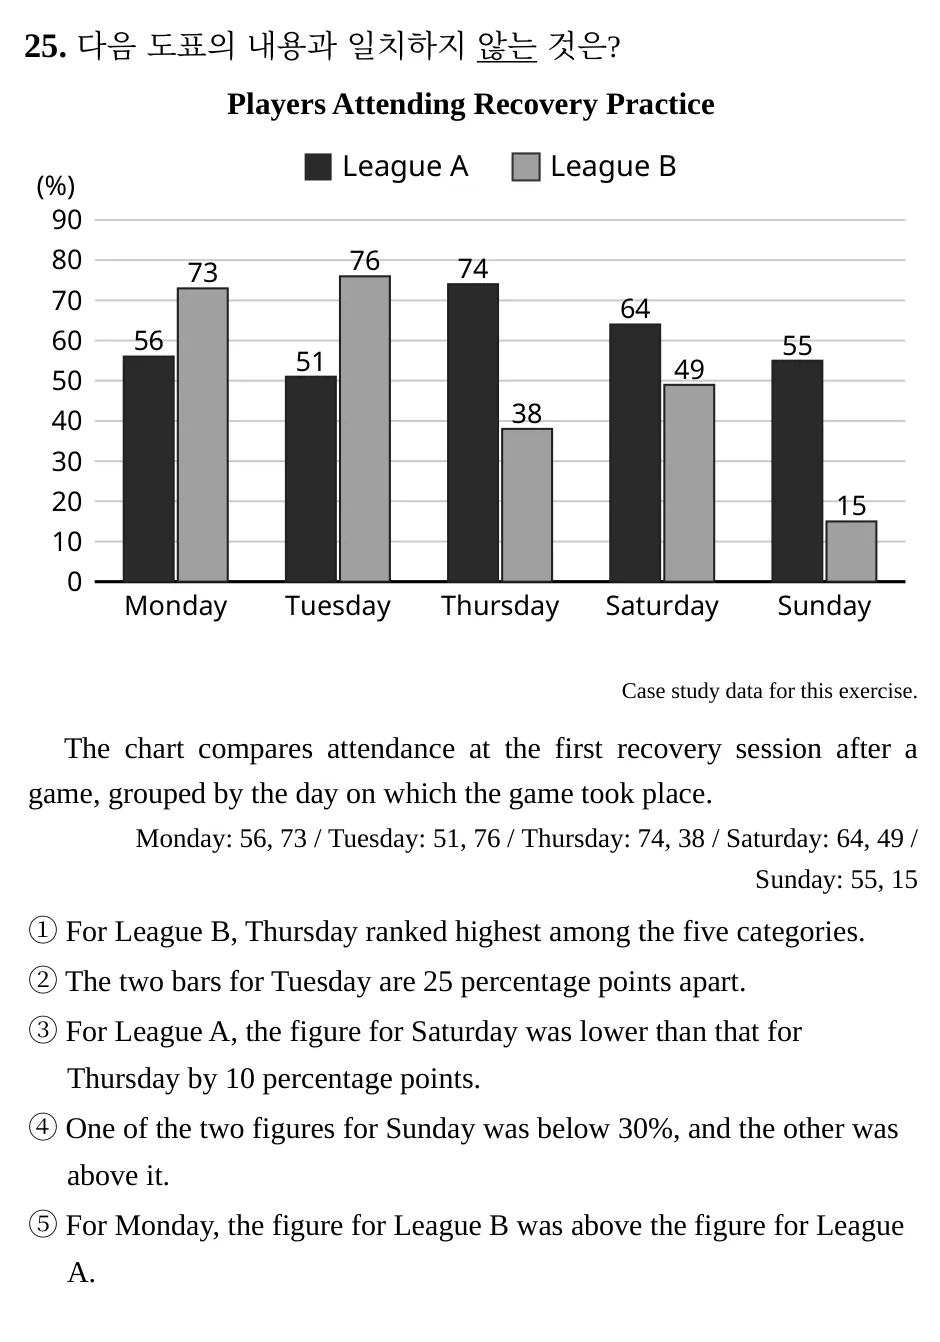 25. 다음 도표의 내용과 일치하지 않는 것은?
Players Attending Recovery Practice
League A League B
(%)
90
80
70
60
50
40
30
20
10
0
56 73 51 76 74 38 64 49 55 15
Monday Tuesday Thursday Saturday Sunday
Case study data for this exercise.
The chart compares attendance at the first recovery session after a
game, grouped by the day on which the game took place.
Monday: 56, 73 / Tuesday: 51, 76 / Thursday: 74, 38 / Saturday: 64, 49 /
Sunday: 55, 15
① For League B, Thursday ranked highest among the five categories.
② The two bars for Tuesday are 25 percentage points apart.
③ For League A, the figure for Saturday was lower than that for
Thursday by 10 percentage points.
④ One of the two figures for Sunday was below 30%, and the other was
above it.
⑤ For Monday, the figure for League B was above the figure for League
A.